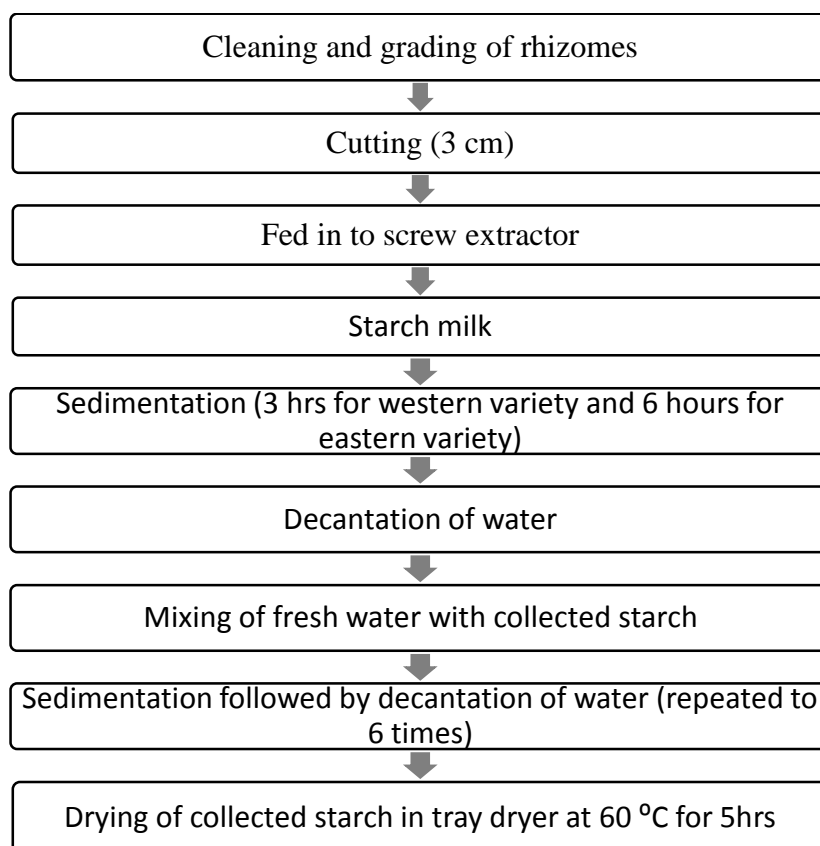 Cleaning and grading of rhizomes
Cutting (3 cm)
Fed in to screw extractor
Starch milk
Sedimentation (3 hrs for western variety and 6 hours for
eastern variety)
Decantation of water
Mixing of fresh water with collected starch
Sedimentation followed by decantation of water (repeated to
6 times)
Drying of collected starch in tray dryer at 60 ⁰C for 5hrs